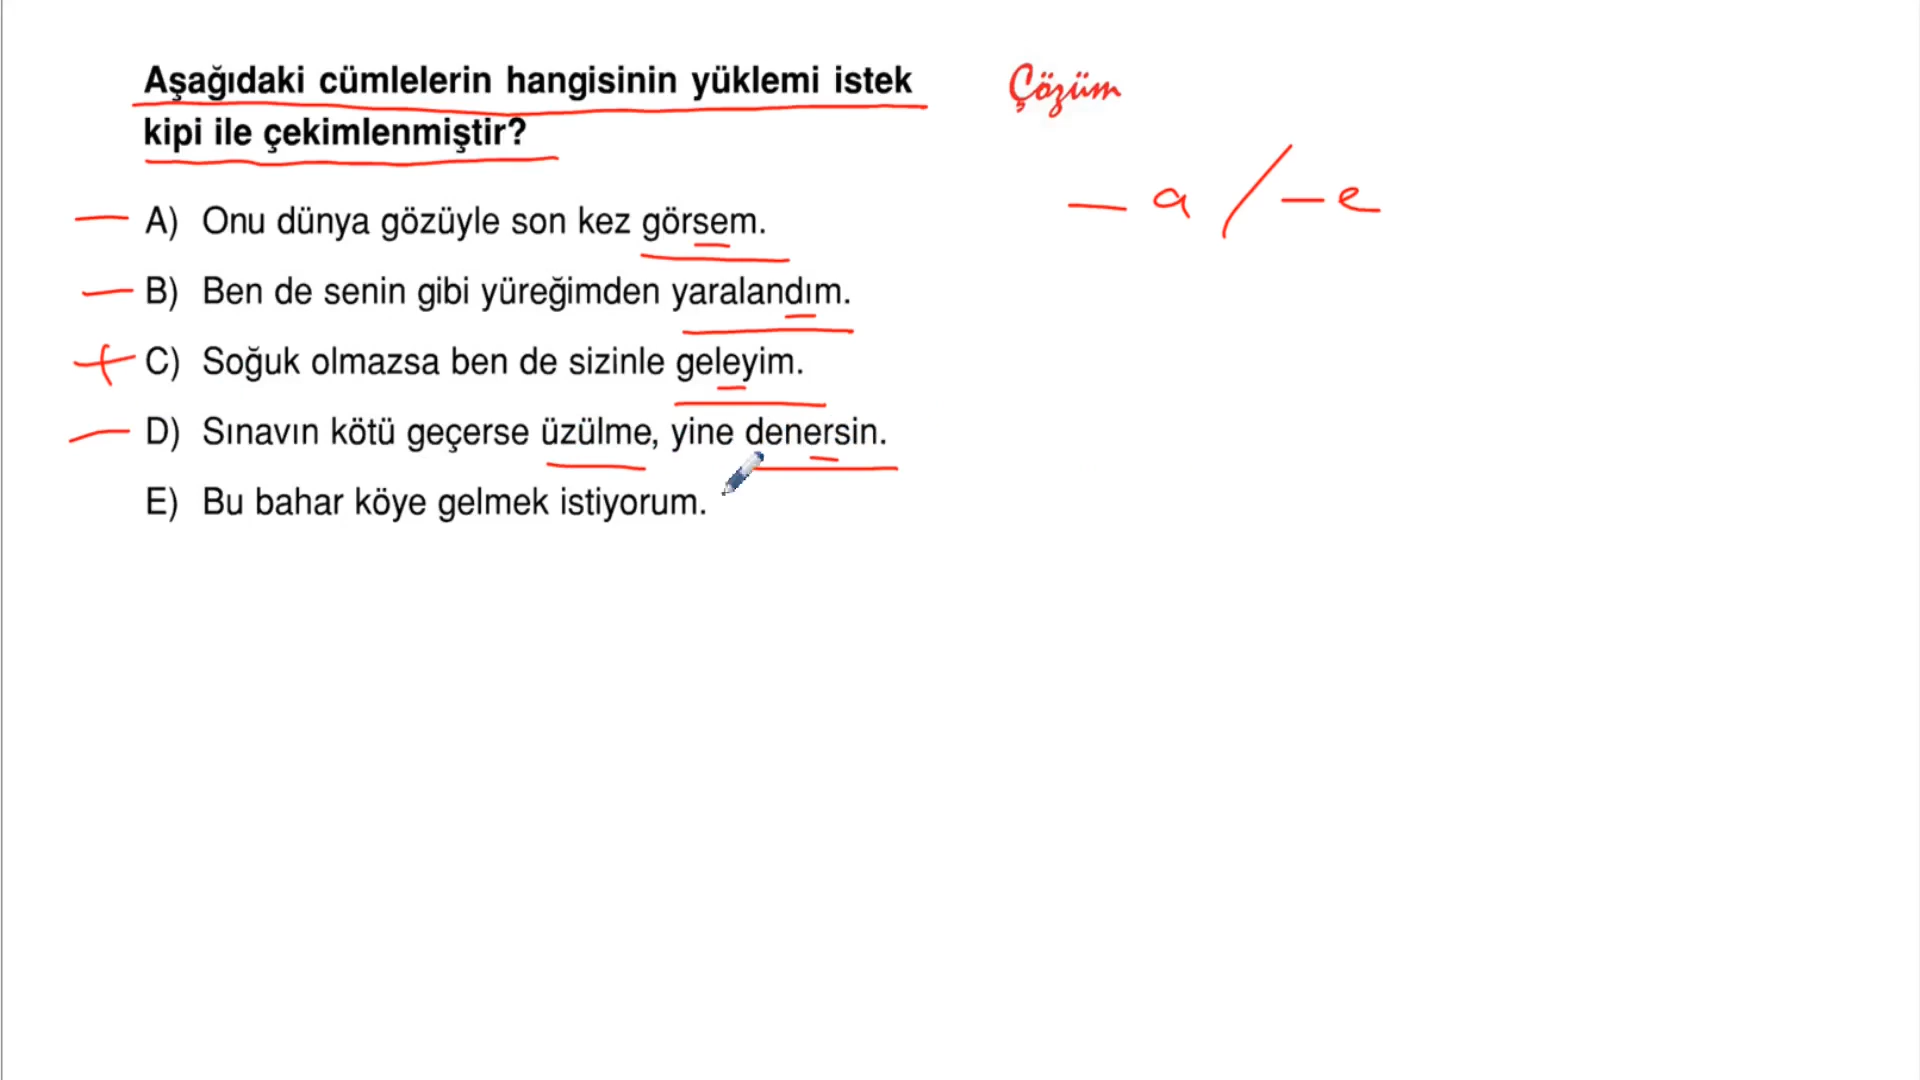 Aşağıdaki cümlelerin hangisinin yüklemi istek
kipi ile çekimlenmiştir?
A) Onu dünya gözüyle son kez görsem.
B) Ben de senin gibi yüreğimden yaralandım.
C) Soğuk olmazsa ben de sizinle geleyim.
D) Sınavın kötü geçerse üzülme, yine denersin.
E) Bu bahar köye gelmek istiyorum.
Çözüm
-a/-e